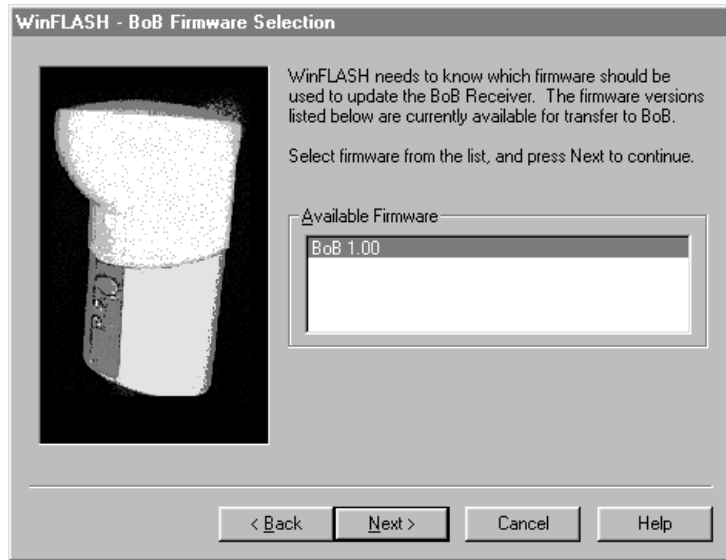 WinFLASH - BoB Firmware Selection
WinFLASH needs to know which firmware should be
used to update the BoB Receiver. The firmware versions
listed below are currently available for transfer to BoB.
Select firmware from the list, and press Next to continue.
Available Firmware
BoB 1.00
< Back
Next >
Cancel
Help